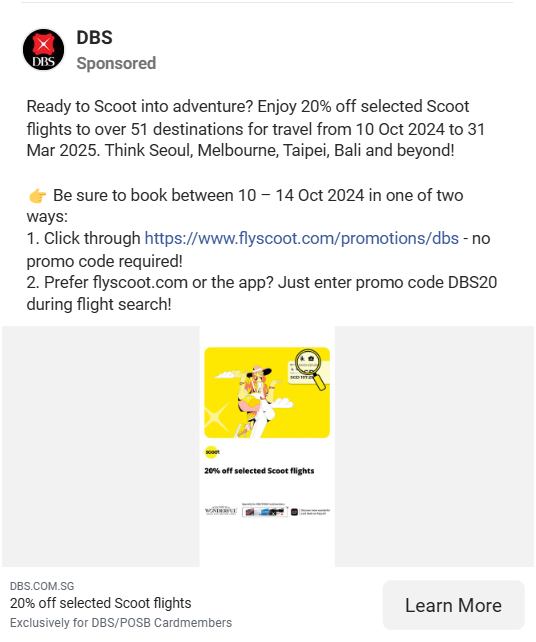 DBS
DBS
Sponsored
Ready to Scoot into adventure? Enjoy 20% off selected Scoot
flights to over 51 destinations for travel from 10 Oct 2024 to 31
Mar 2025. Think Seoul, Melbourne, Taipei, Bali and beyond!
👉 Be sure to book between 10 – 14 Oct 2024 in one of two
ways:
1. Click through https://www.flyscoot.com/promotions/dbs - no
promo code required!
2. Prefer flyscoot.com or the app? Just enter promo code DBS20
during flight search!
scoot
20% off selected Scoot flights
WONDERFUL
DBS.COM.SG
20% off selected Scoot flights
Exclusively for DBS/POSB Cardmembers
Learn More